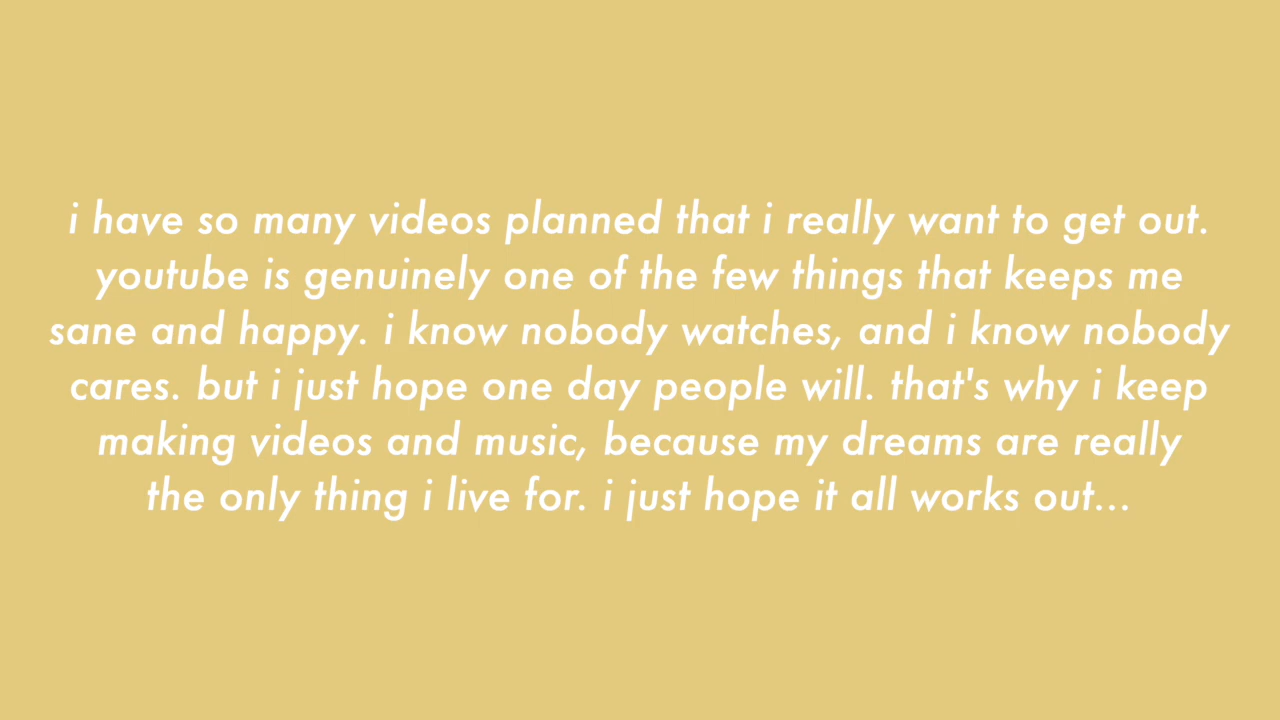 i have so many videos planned that i really want to get out.
youtube is genuinely one of the few things that keeps me
sane and happy. i know nobody watches, and i know nobody
cares. but i just hope one day people will. that's why i keep
making videos and music, because my dreams are really
the only thing i live for. i just hope it all works out...